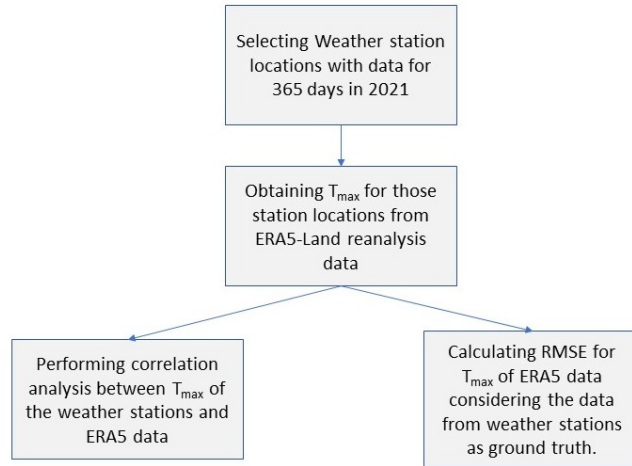 Selecting Weather station
locations with data for
365 days in 2021
Obtaining Tmax for those
station locations from
ERA5-Land reanalysis
data
Performing correlation
analysis between Tmax of
the weather stations and
ERA5 data
Calculating RMSE for
Tmax of ERA5 data
considering the data
from weather stations
as ground truth.